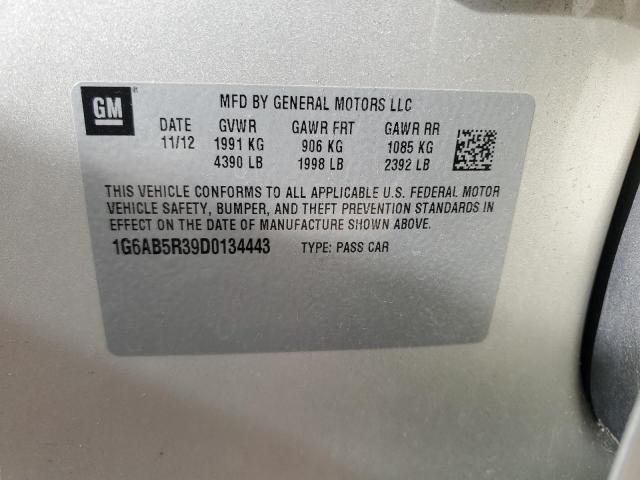 GM
MFD BY GENERAL MOTORS LLC
DATE GVWR GAWR FRT GAWR RR
11/12 1991 KG 906 KG 1085 KG
4390 LB 1998 LB 2392 LB
THIS VEHICLE CONFORMS TO ALL APPLICABLE U.S. FEDERAL MOTOR
VEHICLE SAFETY, BUMPER, AND THEFT PREVENTION STANDARDS IN
EFFECT ON THE DATE OF MANUFACTURE SHOWN ABOVE.
1G6AB5R39D0134443 TYPE: PASS CAR